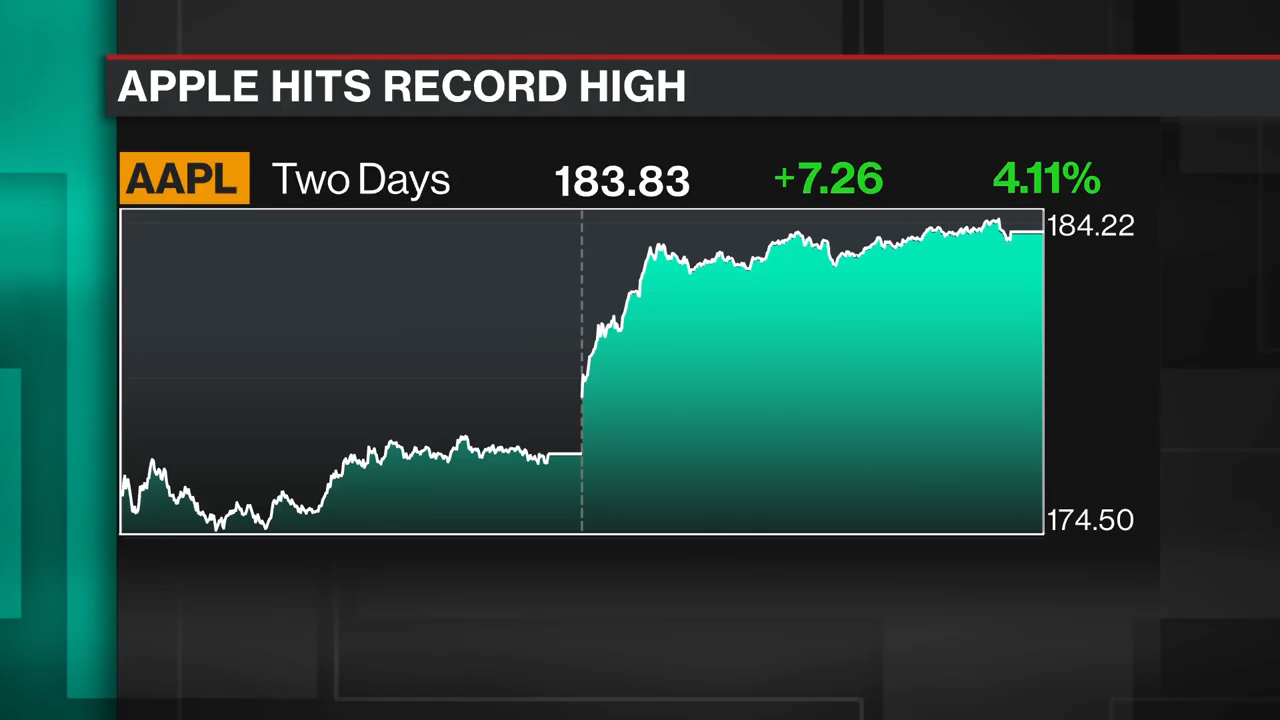 APPLE HITS RECORD HIGH
AAPL Two Days 183.83 +7.26 4.11%
184.22
174.50